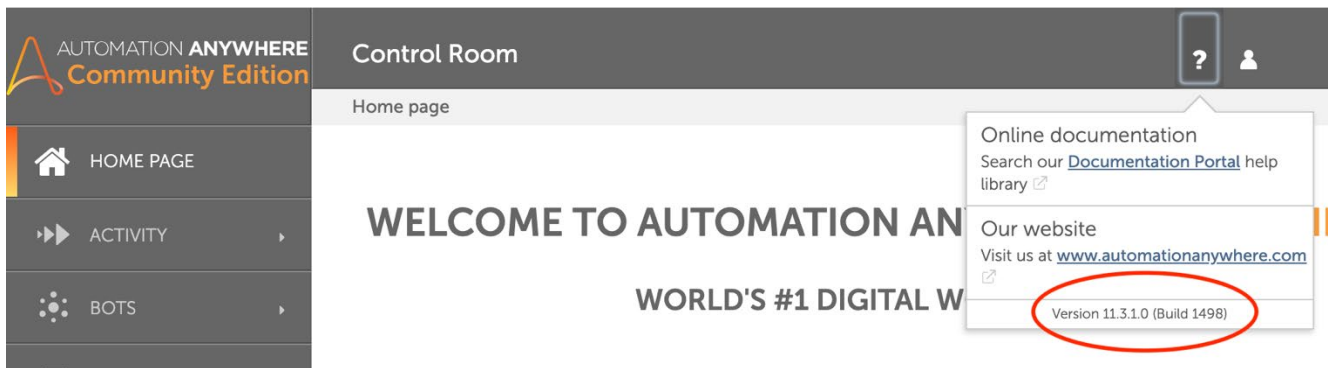 AUTOMATION ANYWHERE
Community Edition
Control Room
?
Home page
HOME PAGE
ACTIVITY
BOTS
WELCOME TO AUTOMATION AN
WORLD'S #1 DIGITAL W
Online documentation
Search our Documentation Portal help
library
Our website
Visit us at www.automationanywhere.com
Version 11.3.1.0 (Build 1498)